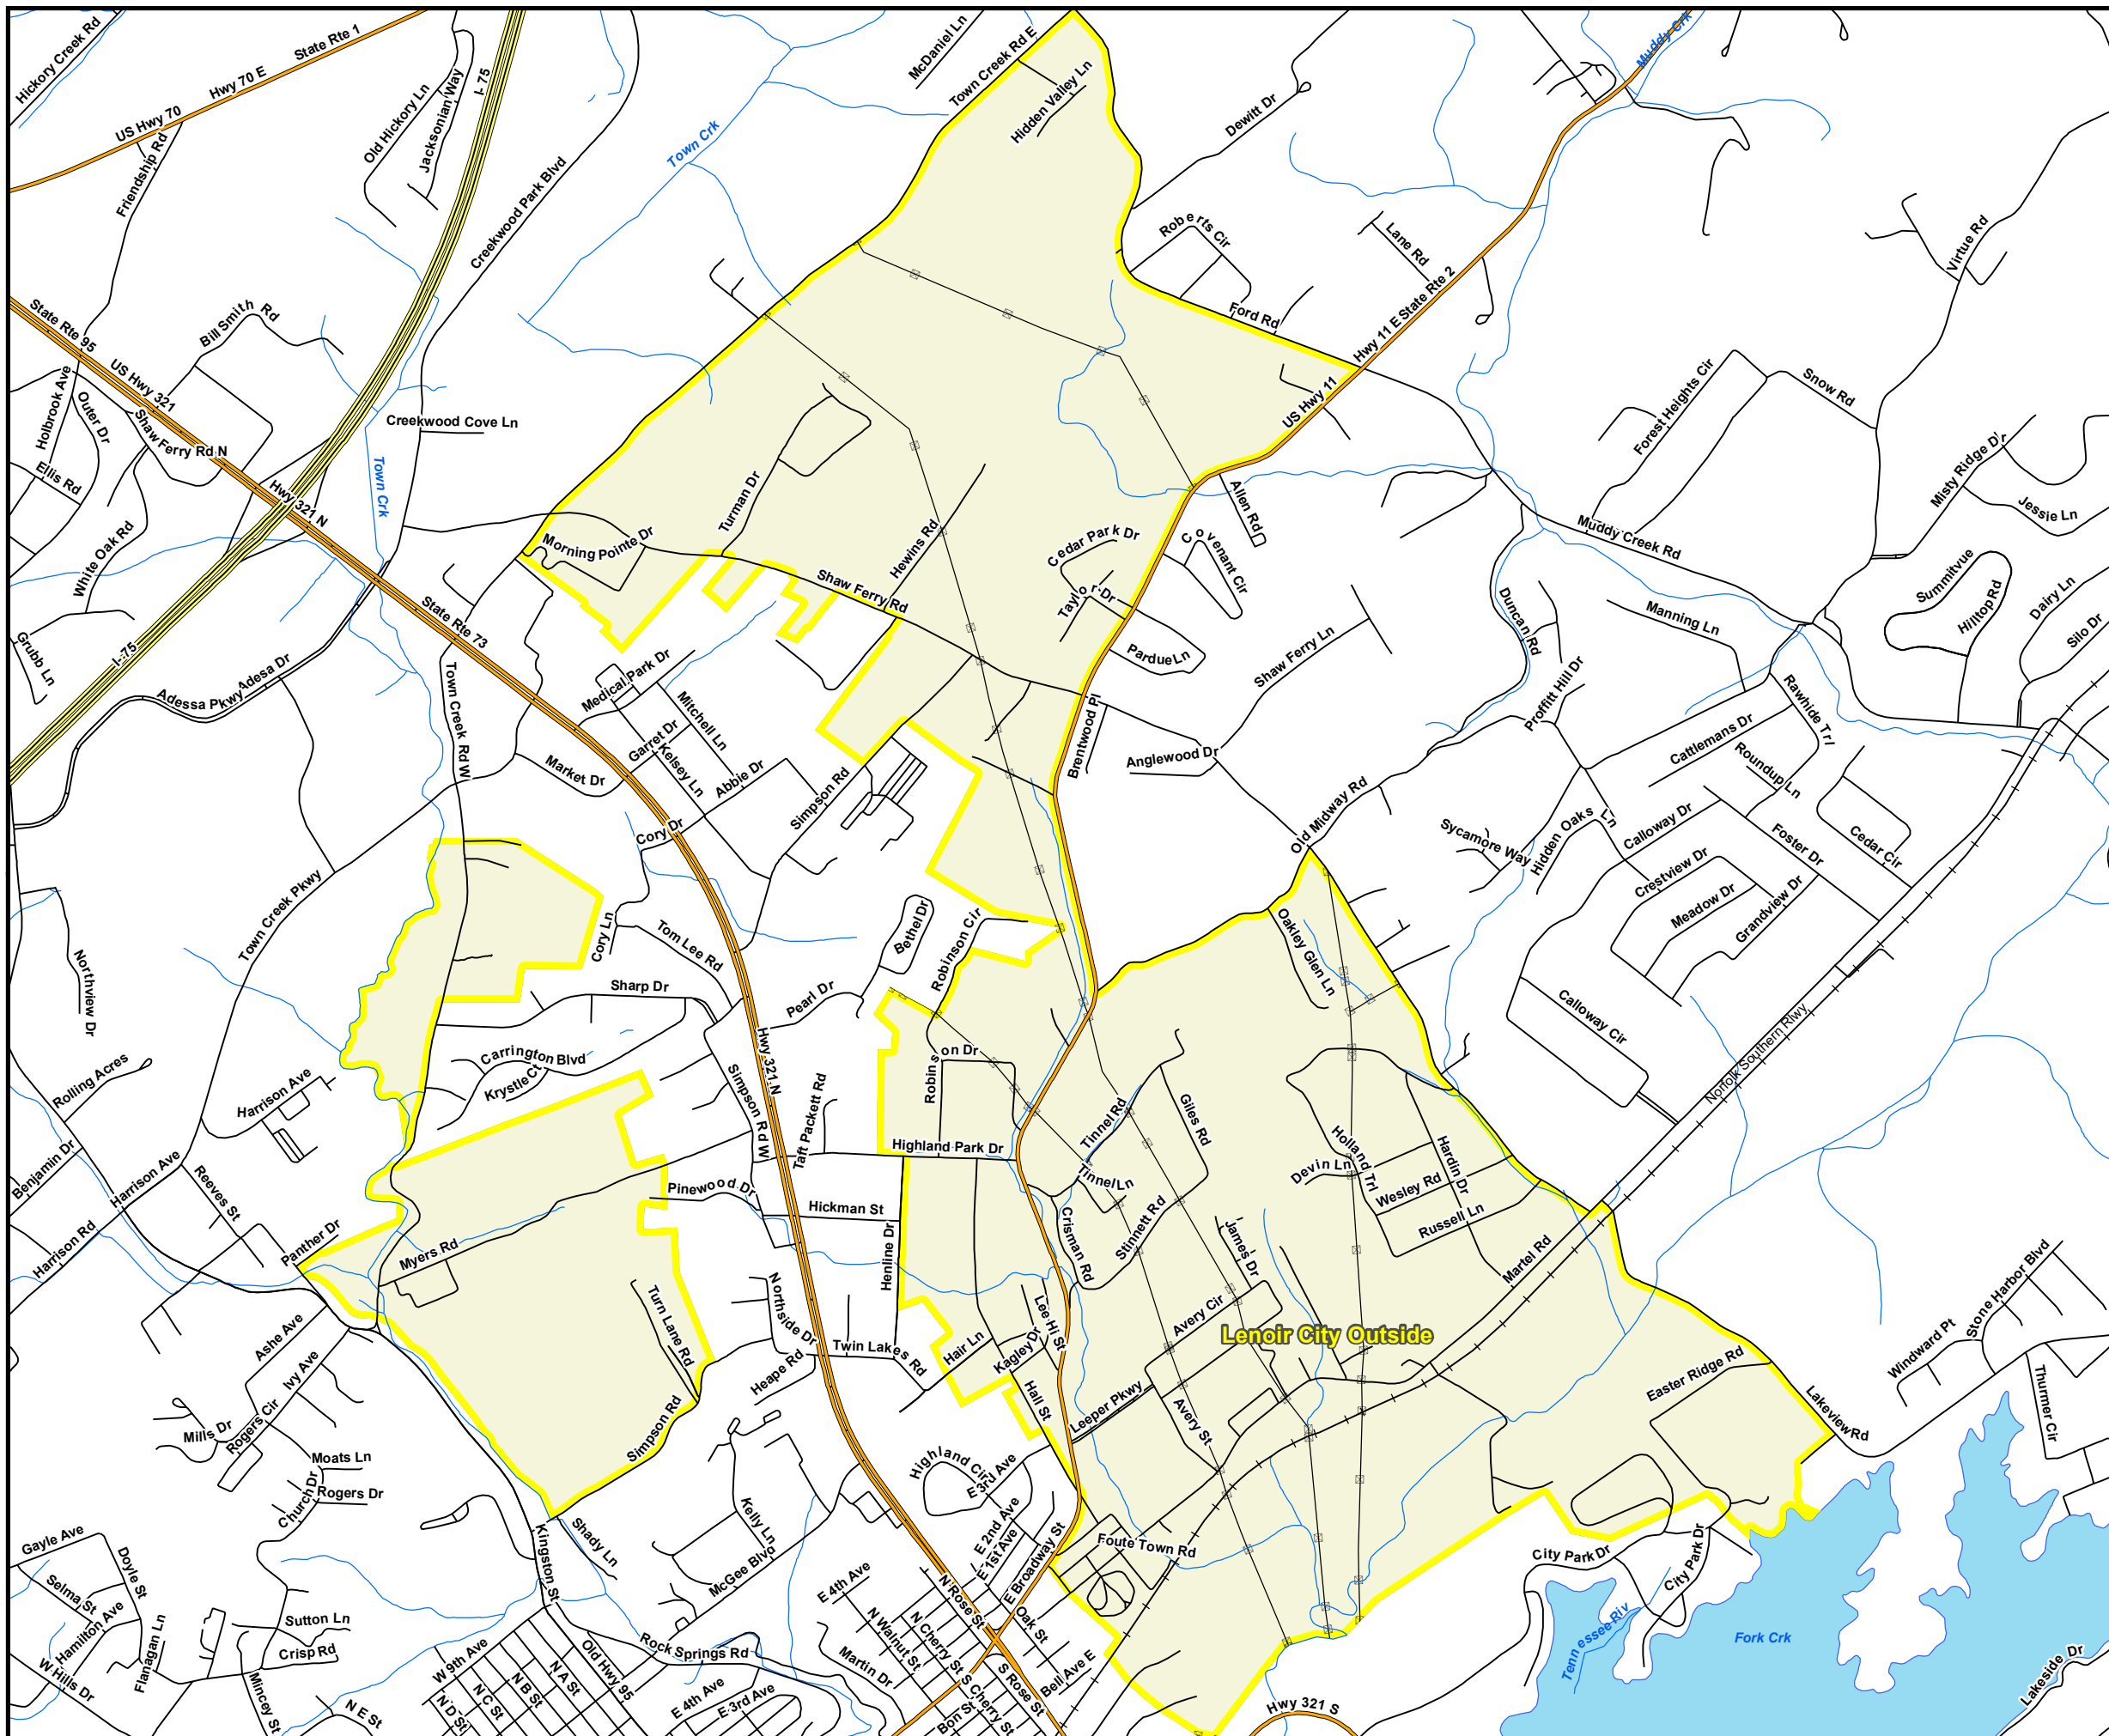 Hickory Creek Rd
State Rte 1
Hwy 70 E
US Hwy 70
Friendship Rd
Old Hickory Ln
Jacksonian Way
I-75
Creekwood Park Blvd
Town Crk
McDaniel Ln
Town Creek Rd E
Hidden Valley Ln
Dewitt Dr
Muddy Crk
Roberts Cir
Lane Rd
Virtue Rd
State Rte 95
US Hwy 321
Bill Smith Rd
Ford Rd
Hwy 11 E State Rte 2
US Hwy 11
Holbrook Ave
Outer Dr
Shaw Ferry Rd N
Ellis Rd
Hwy 321 N
Creekwood Cove Ln
Town Crk
Forest Heights Cir
Snow Rd
Misty Ridge Dr
Jessie Ln
White Oak Rd
Turman Dr
Morning Pointe Dr
Hewins Rd
Shaw Ferry Rd
Allen Rd
Cedar Park Dr
Covenant Cir
Taylor Dr
Pardue Ln
Muddy Creek Rd
Summitvue
Hilltop Rd
Dairy Ln
Silo Dr
Duncan Rd
Manning Ln
State Rte 73
Grubb Ln
I-75
Adessa Pkwy
Adesa Dr
Town Creek Rd W
Medical Park Dr
Mitchell Ln
Garret Dr
Kelsey Ln
Abbie Dr
Market Dr
Cory Dr
Simpson Rd
Brentwood Pl
Anglewood Dr
Shaw Ferry Ln
Proffitt Hill Dr
Rawhide Trl
Cattlemans Dr
Roundup Ln
Old Midway Rd
Sycamore Way
Hidden Oaks Ln
Calloway Dr
Foster Dr
Cedar Cir
Crestview Dr
Meadow Dr
Grandview Dr
Town Creek Pkwy
Northview Dr
Cory Ln
Tom Lee Rd
Bethel Dr
Robinson Cir
Oakley Glen Ln
Sharp Dr
Pearl Dr
Calloway Cir
Norfolk Southern Rlwy
Rolling Acres
Harrison Ave
Carrington Blvd
Krystle Ct
Hwy 321 N
Simpson Rd W
Taft Packett Rd
Robinson Dr
Highland Park Dr
Tinnel Rd
Giles Rd
Tinnel Ln
Holland Trl
Devin Ln
Hardin Dr
Wesley Rd
Russell Ln
Benjamin Dr
Harrison Ave
Reeves St
Harrison Rd
Panther Dr
Myers Rd
Pinewood Dr
Hickman St
Henline Dr
Crisman Rd
Stinnett Rd
James Dr
Martel Rd
Stone Harbor Blvd
Windward Pt
Ashe Ave
Ivy Ave
Turn Lane Rd
Northside Dr
Heape Rd
Twin Lakes Rd
Hair Ln
Lee Hi St
Kagley Dr
Avery Cir
Lenoir City Outside
Easter Ridge Rd
Lakeview Rd
Thurmer Cir
Mills Dr
Rogers Cir
Moats Ln
Church Dr
Rogers Dr
Simpson Rd
Hall St
Leeper Pkwy
Avery St
Highland Cir
E 3rd Ave
E 2nd Ave
E 1st Ave
E Broadway St
Foute Town Rd
Kelly Ln
McGee Blvd
Shady Ln
Kingston St
Gayle Ave
Doyle St
Selma St
Hamilton Ave
Flanagan Ln
W Hills Dr
Sutton Ln
Crisp Rd
Mincey St
N E St
W 9th Ave
N D St
N C St
N B St
N A St
Old Hwy 95
Rock Springs Rd
E 4th Ave
E 3rd Ave
E 4th Ave
Martin Dr
N Walnut St
N Cherry St
N Rose St
Oak St
Bell Ave E
S Rose St
S Cherry St
Bon St
Hwy 321 S
City Park Dr
City Park Dr
Tennessee Riv
Fork Crk
Lakeside Dr